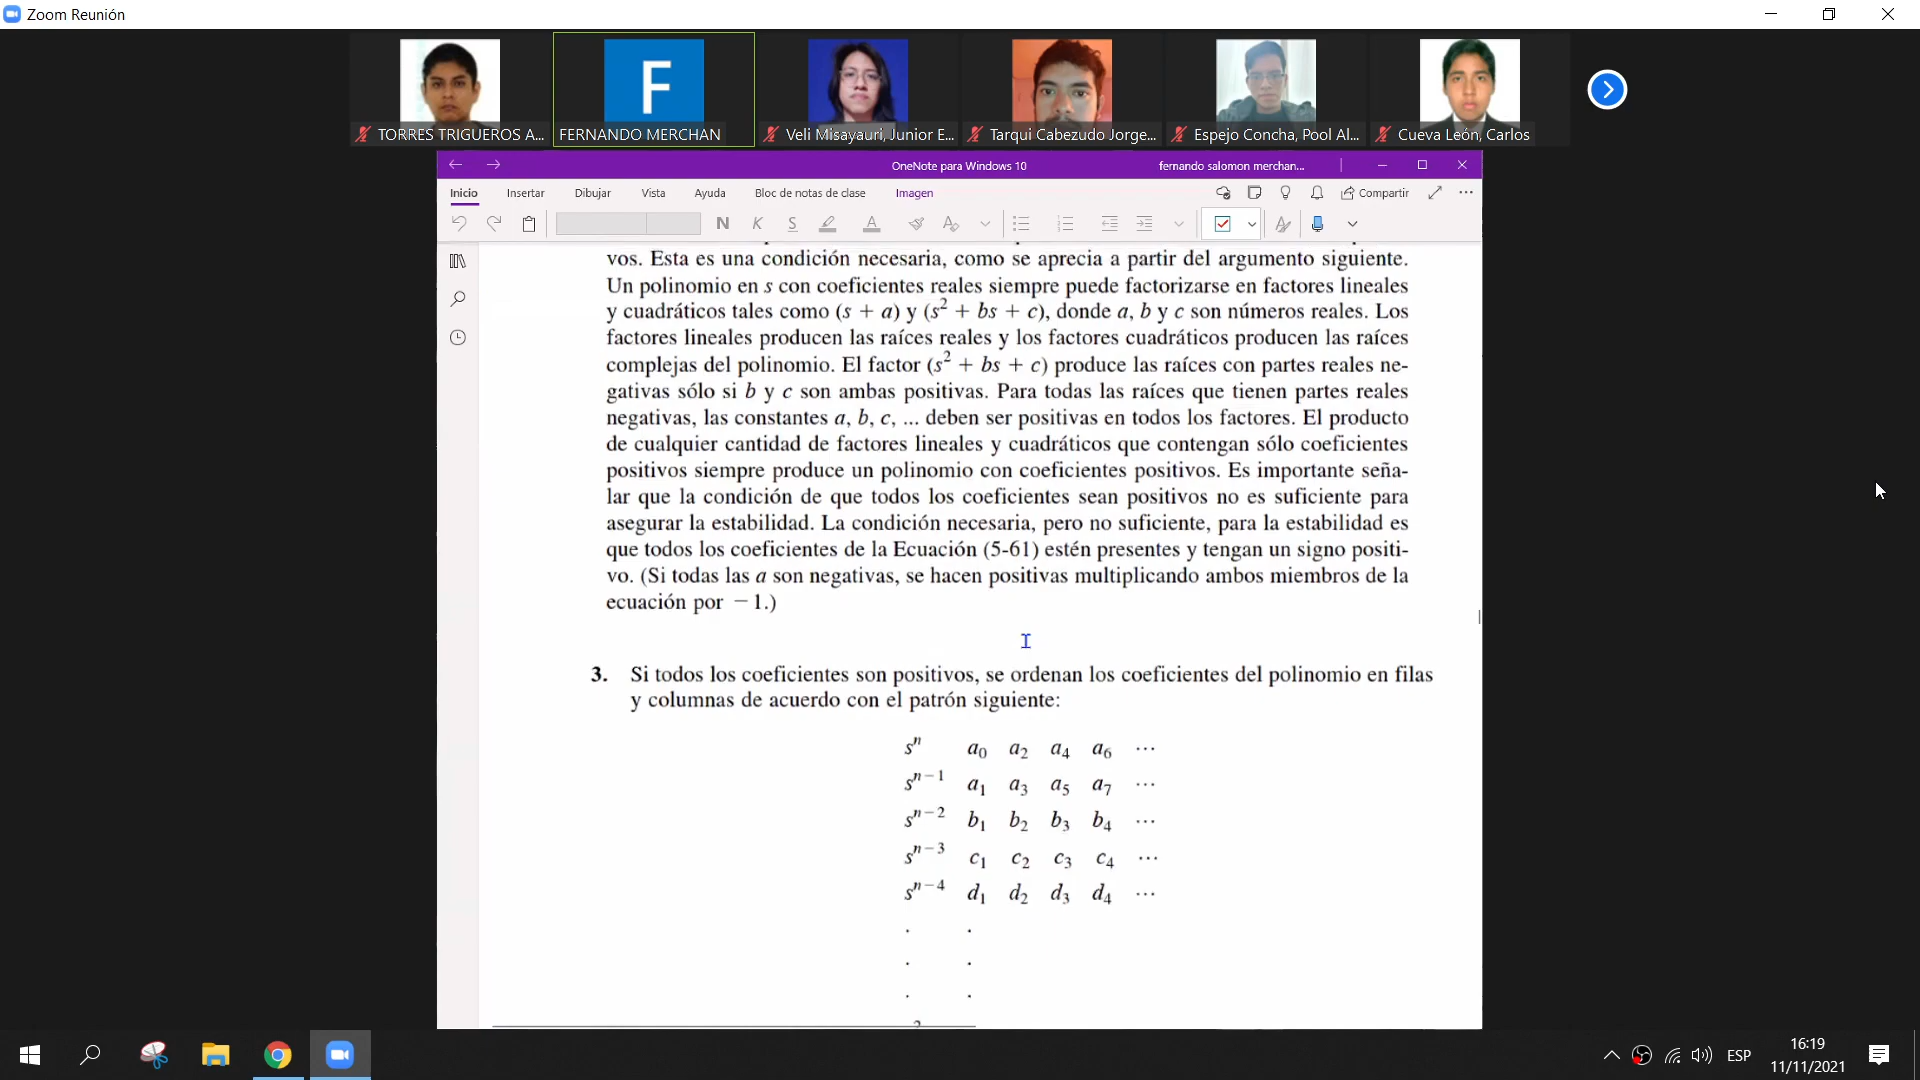 Zoom Reunión
F
TORRES TRIGUEROS A...
FERNANDO MERCHAN
Veli Misayauri, Junior E...
Tarqui Cabezudo Jorge...
Espejo Concha, Pool Al...
Cueva León, Carlos
OneNote para Windows 10
fernando salomon merchan...
Inicio Insertar Dibujar Vista Ayuda Bloc de notas de clase Imagen Compartir
N K S A
vos. Esta es una condición necesaria, como se aprecia a partir del argumento siguiente.
Un polinomio en s con coeficientes reales siempre puede factorizarse en factores lineales
y cuadráticos tales como (s + a) y (s² + bs + c), donde a, b y c son números reales. Los
factores lineales producen las raíces reales y los factores cuadráticos producen las raíces
complejas del polinomio. El factor (s² + bs + c) produce las raíces con partes reales ne-
gativas sólo si b y c son ambas positivas. Para todas las raíces que tienen partes reales
negativas, las constantes a, b, c, ... deben ser positivas en todos los factores. El producto
de cualquier cantidad de factores lineales y cuadráticos que contengan sólo coeficientes
positivos siempre produce un polinomio con coeficientes positivos. Es importante seña-
lar que la condición de que todos los coeficientes sean positivos no es suficiente para
asegurar la estabilidad. La condición necesaria, pero no suficiente, para la estabilidad es
que todos los coeficientes de la Ecuación (5-61) estén presentes y tengan un signo positi-
vo. (Si todas las a son negativas, se hacen positivas multiplicando ambos miembros de la
ecuación por −1.)
3. Si todos los coeficientes son positivos, se ordenan los coeficientes del polinomio en filas
y columnas de acuerdo con el patrón siguiente:
sⁿ a₀ a₂ a₄ a₆ ···
sⁿ⁻¹ a₁ a₃ a₅ a₇ ···
sⁿ⁻² b₁ b₂ b₃ b₄ ···
sⁿ⁻³ c₁ c₂ c₃ c₄ ···
sⁿ⁻⁴ d₁ d₂ d₃ d₄ ···
. .
. .
. .
ESP
16:19
11/11/2021